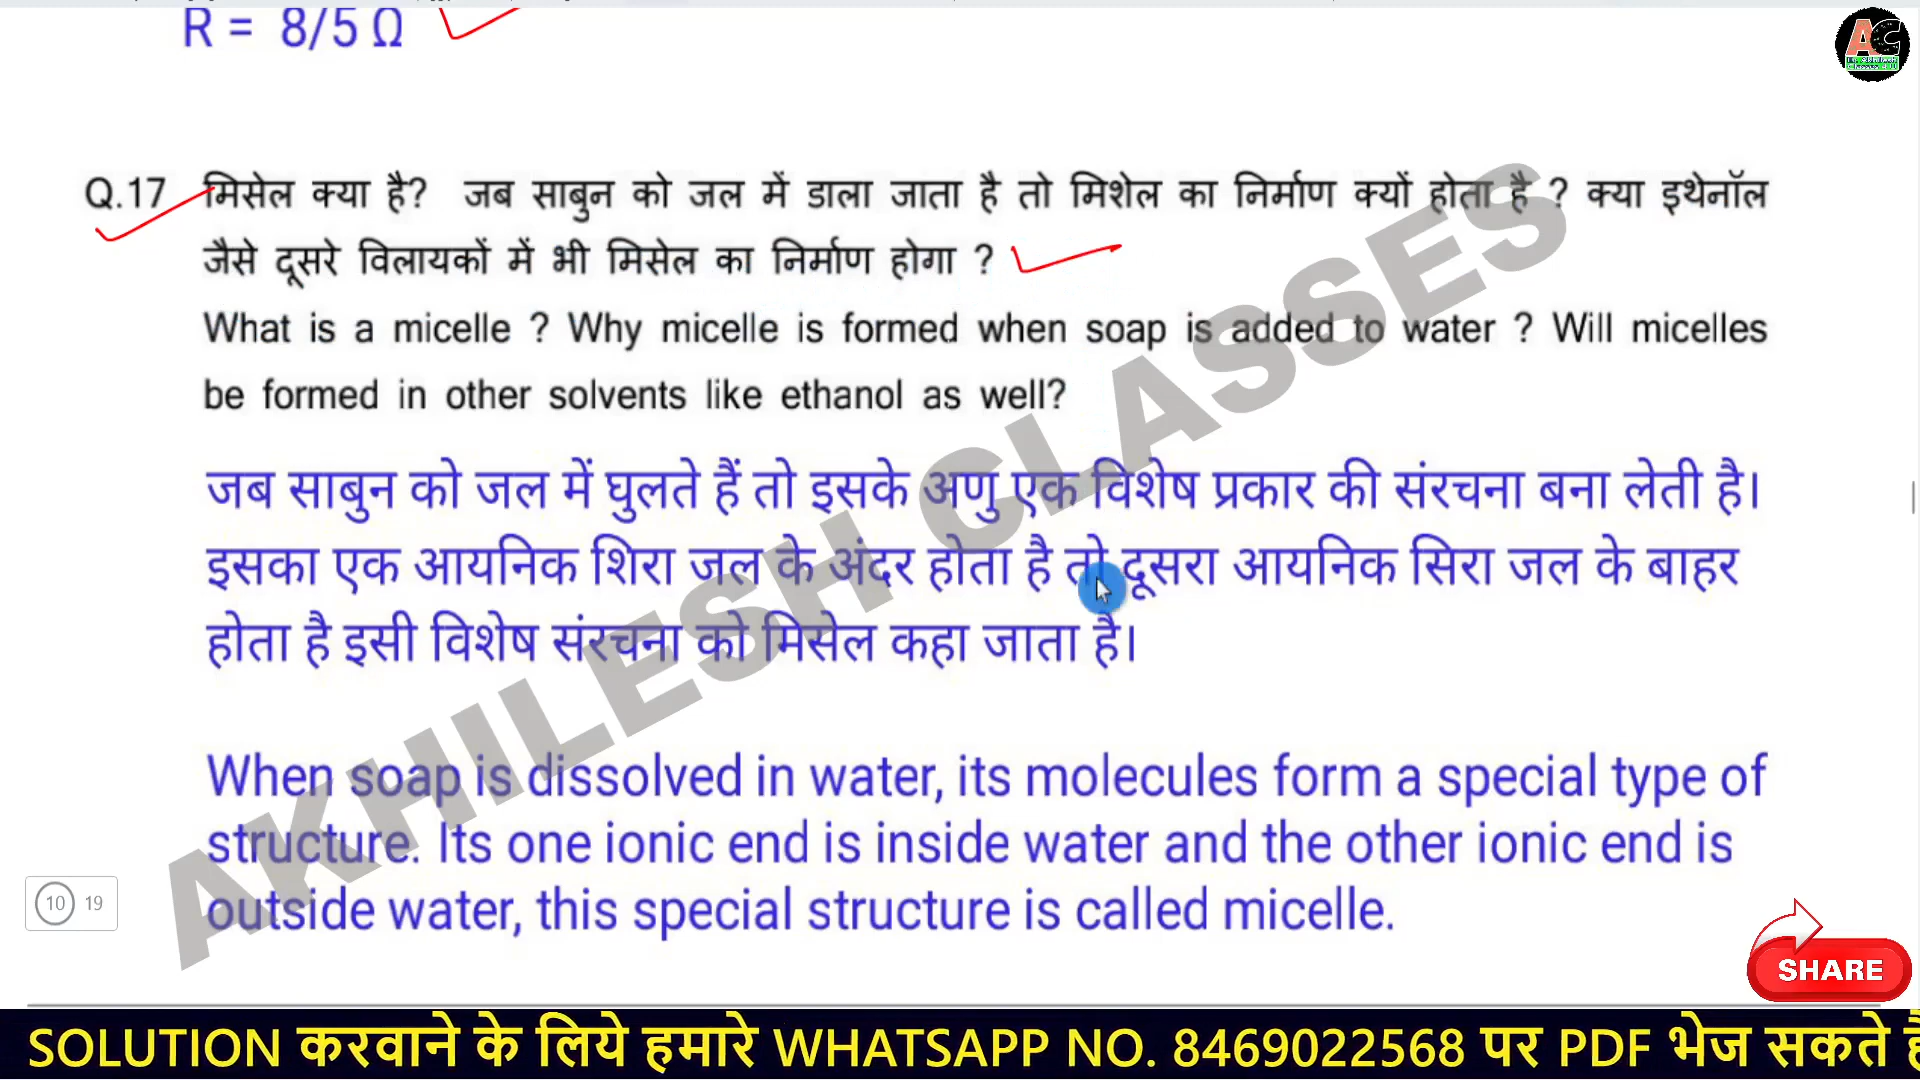 R = 8/5 Ω
Q.17 मिसेल क्या है? जब साबुन को जल में डाला जाता है तो मिशेल का निर्माण क्यों होता है ? क्या इथेनॉल
जैसे दूसरे विलायकों में भी मिसेल का निर्माण होगा ?
What is a micelle ? Why micelle is formed when soap is added to water ? Will micelles
be formed in other solvents like ethanol as well?
जब साबुन को जल में घुलते हैं तो इसके अणु एक विशेष प्रकार की संरचना बना लेती है।
इसका एक आयनिक शिरा जल के अंदर होता है तो दूसरा आयनिक सिरा जल के बाहर
होता है इसी विशेष संरचना को मिसेल कहा जाता है।
When soap is dissolved in water, its molecules form a special type of
structure. Its one ionic end is inside water and the other ionic end is
outside water, this special structure is called micelle.
AKHILESH CLASSES
10 19
AC
SHARE
SOLUTION करवाने के लिये हमारे WHATSAPP NO. 8469022568 पर PDF भेज सकते है